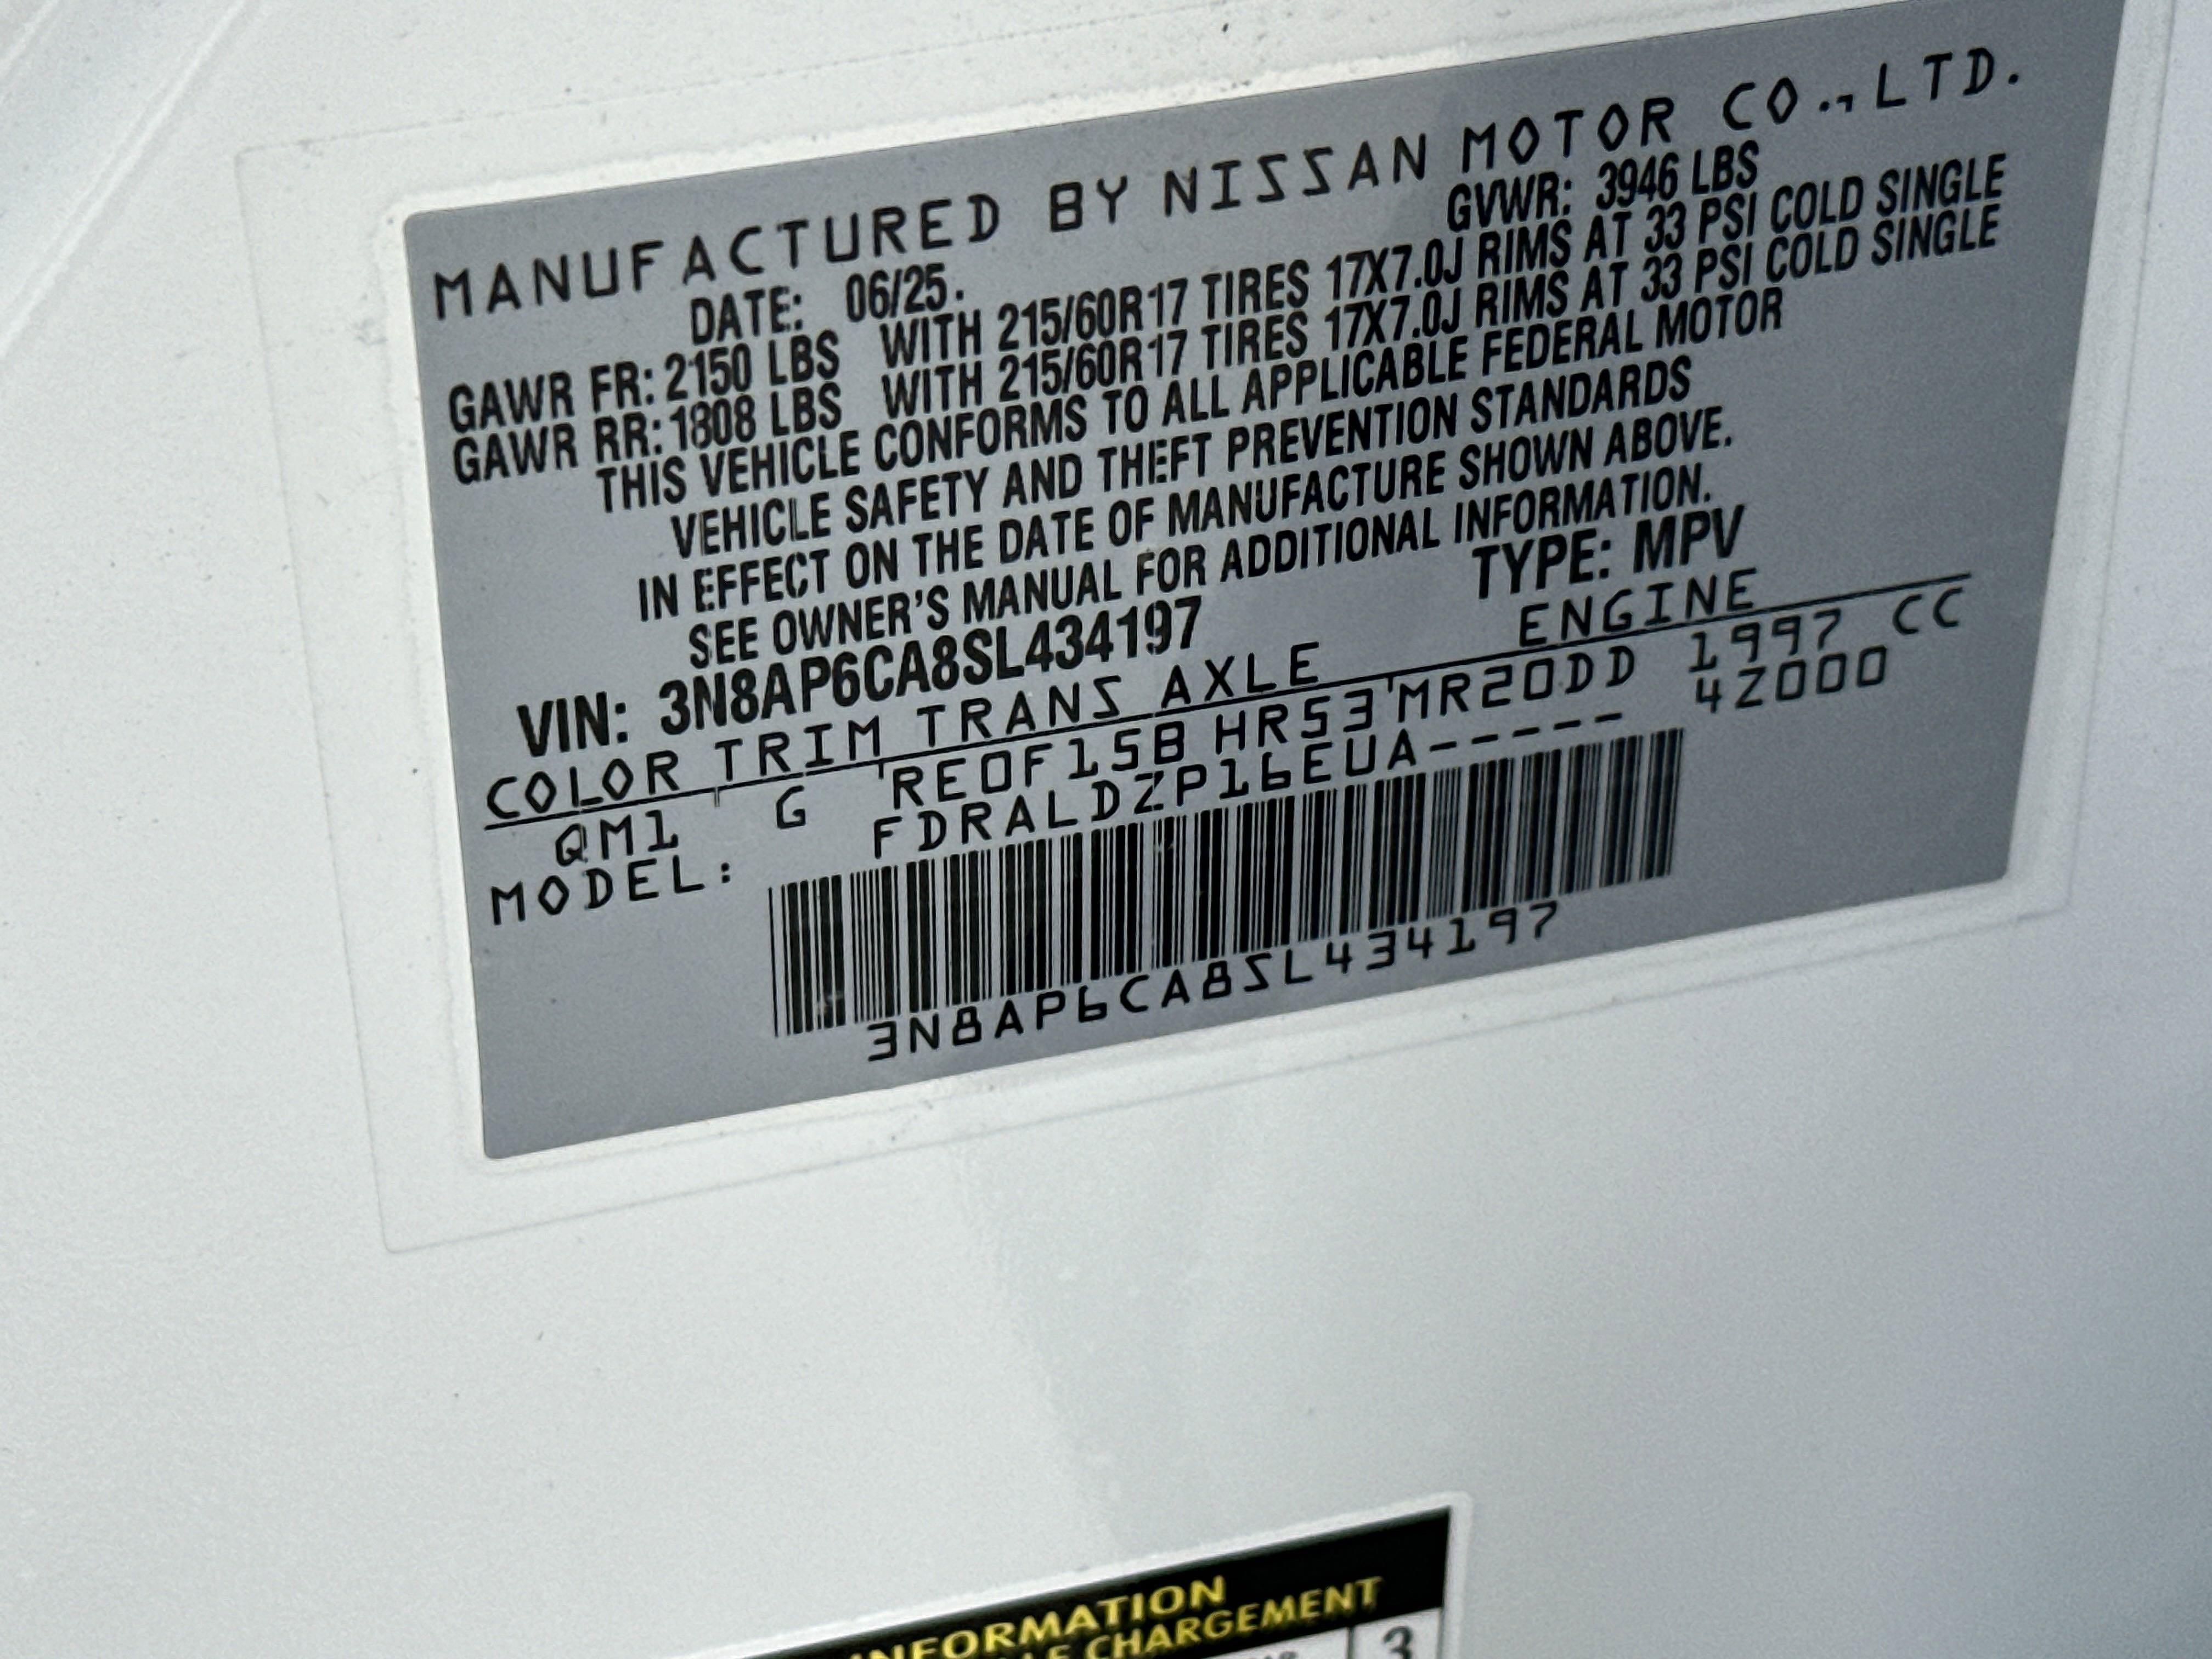 MANUFACTURED BY NISSAN MOTOR CO.,LTD.
DATE: 06/25. GVWR: 3946 LBS
GAWR FR: 2150 LBS WITH 215/60R17 TIRES 17X7.0J RIMS AT 33 PSI COLD SINGLE
GAWR RR: 1808 LBS WITH 215/60R17 TIRES 17X7.0J RIMS AT 33 PSI COLD SINGLE
THIS VEHICLE CONFORMS TO ALL APPLICABLE FEDERAL MOTOR
VEHICLE SAFETY AND THEFT PREVENTION STANDARDS
IN EFFECT ON THE DATE OF MANUFACTURE SHOWN ABOVE.
SEE OWNER'S MANUAL FOR ADDITIONAL INFORMATION.
VIN: 3N8AP6CA8SL434197 TYPE: MPV
COLOR TRIM TRANS AXLE ENGINE
QM1 G RE0F15B HR53 MR20DD 1997 CC
MODEL: FDRALDZP16EUA----- 4Z000
3N8AP6CA8SL434197
CHARGEMENT
3